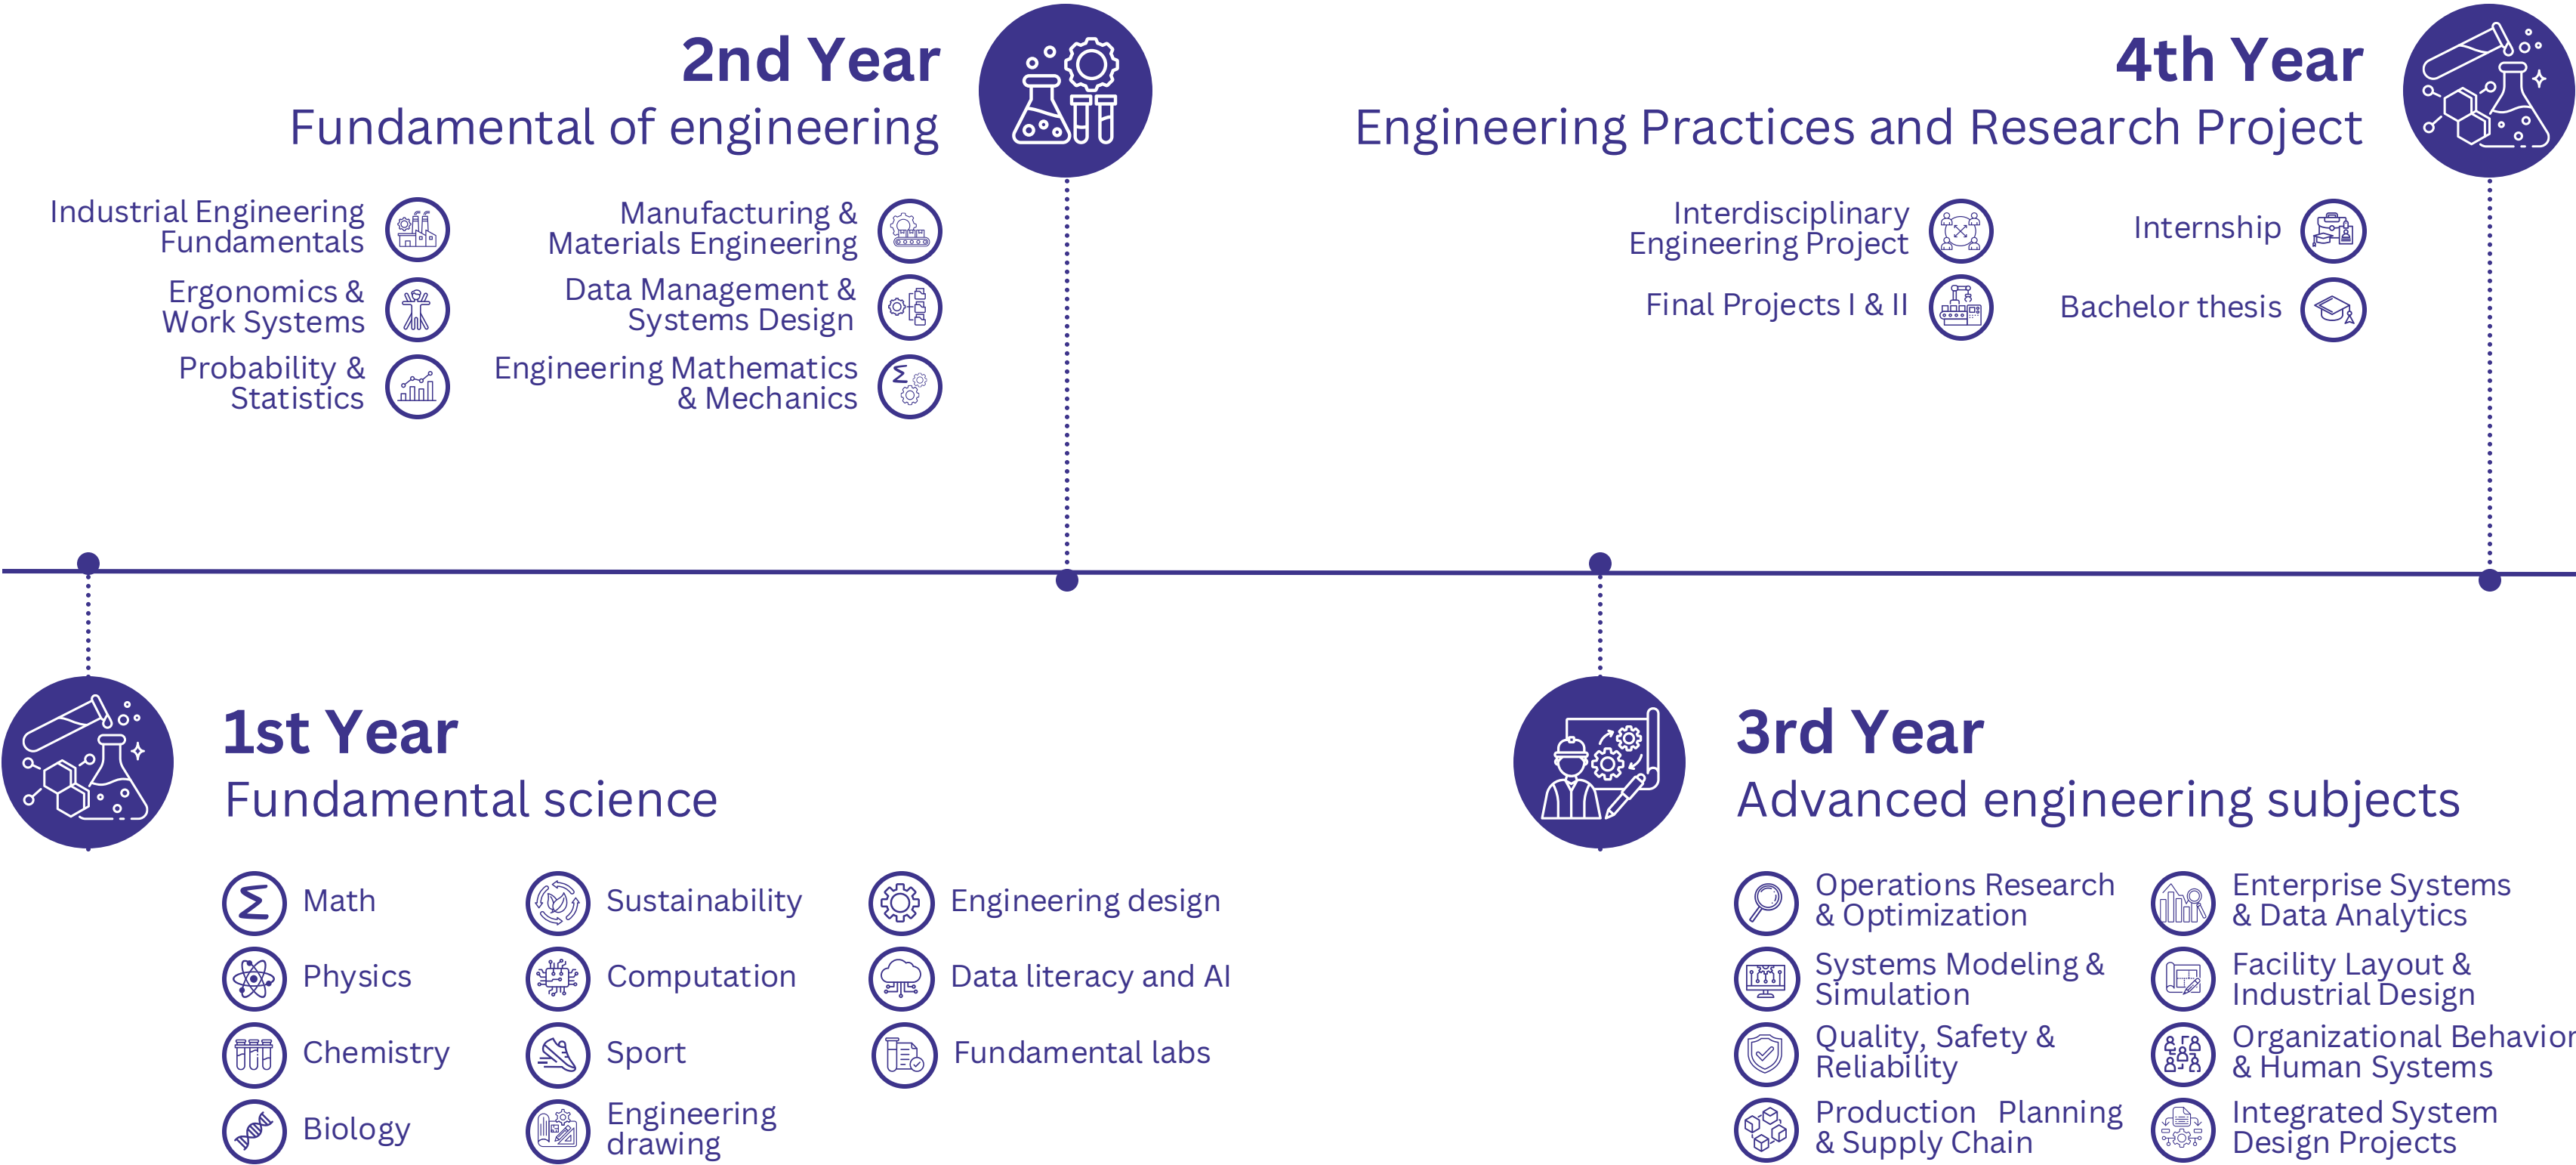 2nd Year
Fundamental of engineering
Industrial Engineering
Fundamentals
Ergonomics &
Work Systems
Probability &
Statistics
Manufacturing &
Materials Engineering
Data Management &
Systems Design
Engineering Mathematics
& Mechanics
4th Year
Engineering Practices and Research Project
Interdisciplinary
Engineering Project
Final Projects I & II
Internship
Bachelor thesis
1st Year
Fundamental science
Math
Physics
Chemistry
Biology
Sustainability
Computation
Sport
Engineering
drawing
Engineering design
Data literacy and AI
Fundamental labs
3rd Year
Advanced engineering subjects
Operations Research
& Optimization
Systems Modeling &
Simulation
Quality, Safety &
Reliability
Production Planning
& Supply Chain
Enterprise Systems
& Data Analytics
Facility Layout &
Industrial Design
Organizational Behavior
& Human Systems
Integrated System
Design Projects